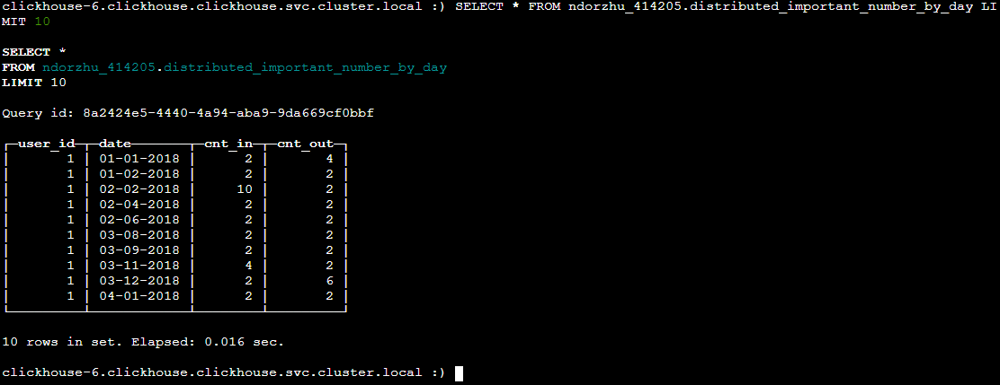 clickhouse-6.clickhouse.clickhouse.svc.cluster.local :) SELECT * FROM ndorzhu_414205.distributed_important_number_by_day LI
MIT 10
SELECT *
FROM ndorzhu_414205.distributed_important_number_by_day
LIMIT 10
Query id: 8a2424e5-4440-4a94-aba9-9da669cf0bbf
┌─user_id─┬─date───────┬─cnt_in─┬─cnt_out─┐
│       1 │ 01-01-2018 │      2 │       4 │
│       1 │ 01-02-2018 │      2 │       2 │
│       1 │ 02-02-2018 │     10 │       2 │
│       1 │ 02-04-2018 │      2 │       2 │
│       1 │ 02-06-2018 │      2 │       2 │
│       1 │ 03-08-2018 │      2 │       2 │
│       1 │ 03-09-2018 │      2 │       2 │
│       1 │ 03-11-2018 │      4 │       2 │
│       1 │ 03-12-2018 │      2 │       6 │
│       1 │ 04-01-2018 │      2 │       2 │
└─────────┴────────────┴────────┴─────────┘
10 rows in set. Elapsed: 0.016 sec.
clickhouse-6.clickhouse.clickhouse.svc.cluster.local :)